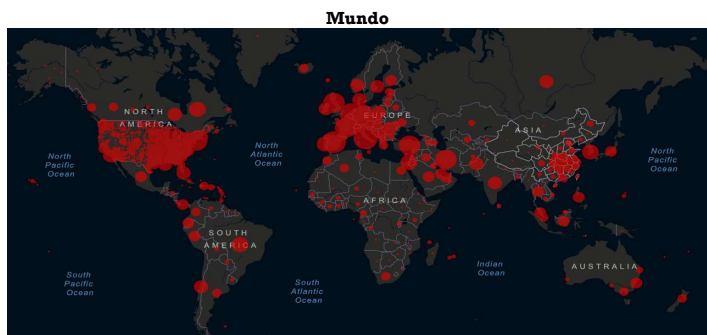 Mundo
NORTH
AMERICA
EUROPE
ASIA
North
Pacific
Ocean
North
Atlantic
Ocean
North
Pacific
Ocean
AFRICA
SOUTH
AMERICA
Indian
Ocean
AUSTRALIA
South
Pacific
Ocean
South
Atlantic
Ocean